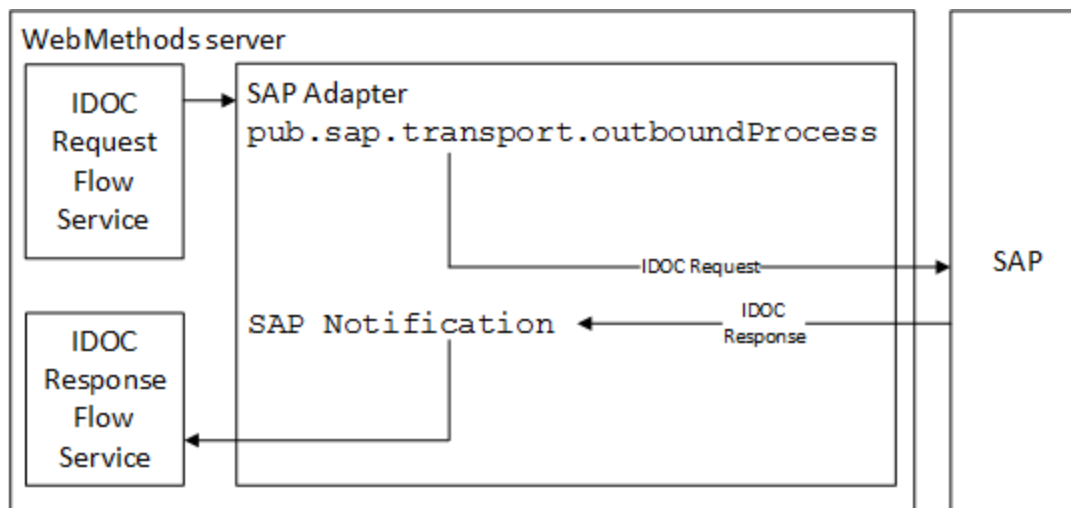 WebMethods server
IDOC
Request
Flow
Service
SAP Adapter
pub.sap.transport.outboundProcess
IDOC Request
SAP
SAP Notification
IDOC
Response
IDOC
Response
Flow
Service